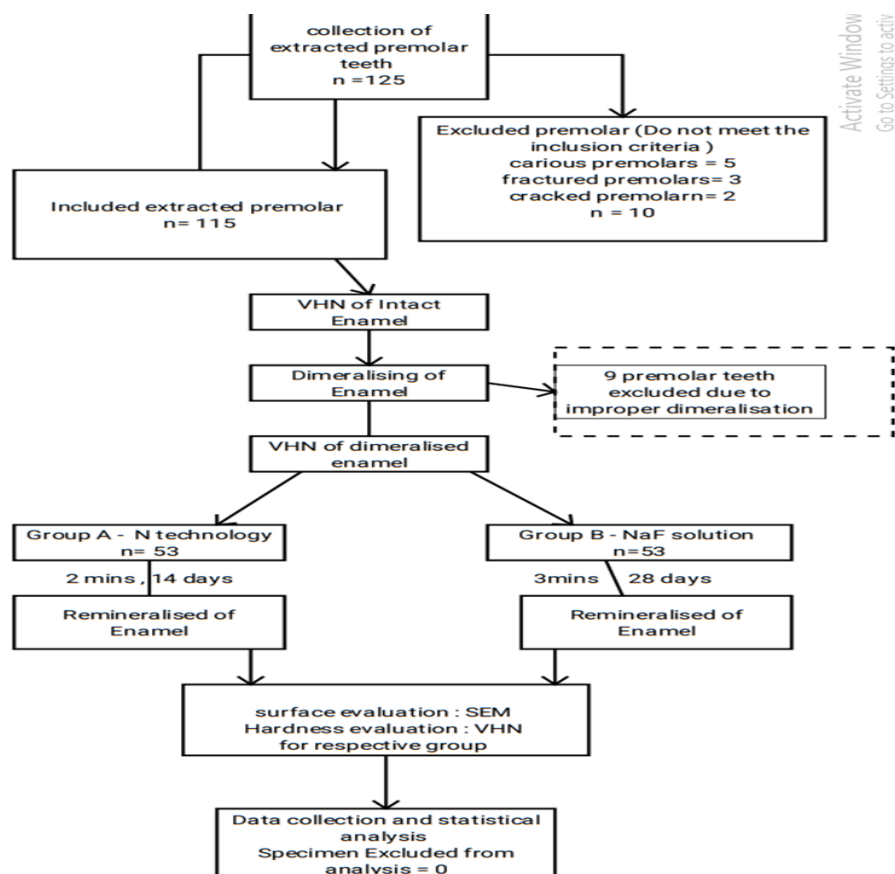 collection of
extracted premolar
teeth
n =125
Activate Window
Go to Settings to activ
Excluded premolar (Do not meet the
inclusion criteria )
carious premolars = 5
fractured premolars= 3
cracked premolarn= 2
n = 10
Included extracted premolar
n= 115
VHN of Intact
Enamel
Dimeralising of
Enamel
9 premolar teeth
excluded due to
improper dimeralisation
VHN of dimeralised
enamel
Group A - N technology
n= 53
Group B - NaF solution
n=53
2 mins , 14 days
3mins 28 days
Remineralised of
Enamel
Remineralised of
Enamel
surface evaluation : SEM
Hardness evaluation : VHN
for respective group
Data collection and statistical
analysis
Specimen Excluded from
analysis = 0